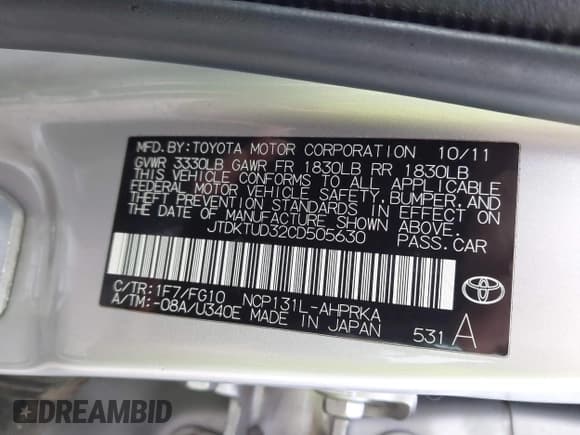 MFD.BY:TOYOTA MOTOR CORPORATION 10/11
GVWR 3330LB GAWR FR 1830LB RR 1830LB
THIS VEHICLE CONFORMS TO ALL APPLICABLE
FEDERAL MOTOR VEHICLE SAFETY, BUMPER, AND
THEFT PREVENTION STANDARDS IN EFFECT ON
THE DATE OF MANUFACTURE SHOWN ABOVE.
JTDKTUD32CD505630 PASS.CAR
C/TR:1F7/FG10 NCP131L-AHPRKA
A/TM:-08A/U340E MADE IN JAPAN 531 A
DREAMBID